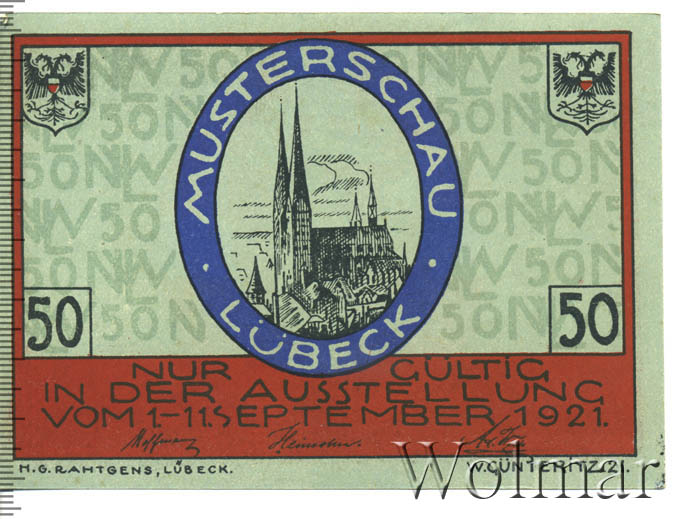 MUSTERSCHAU
· LÜBECK ·
50
50
NUR GÜLTIG
IN DER AUSSTELLUNG
VOM 1.-11. SEPTEMBER 1921.
Hoffmann
H.G. RAHTGENS, LÜBECK.
W. GÜNTERITZ /21.
Wolmar